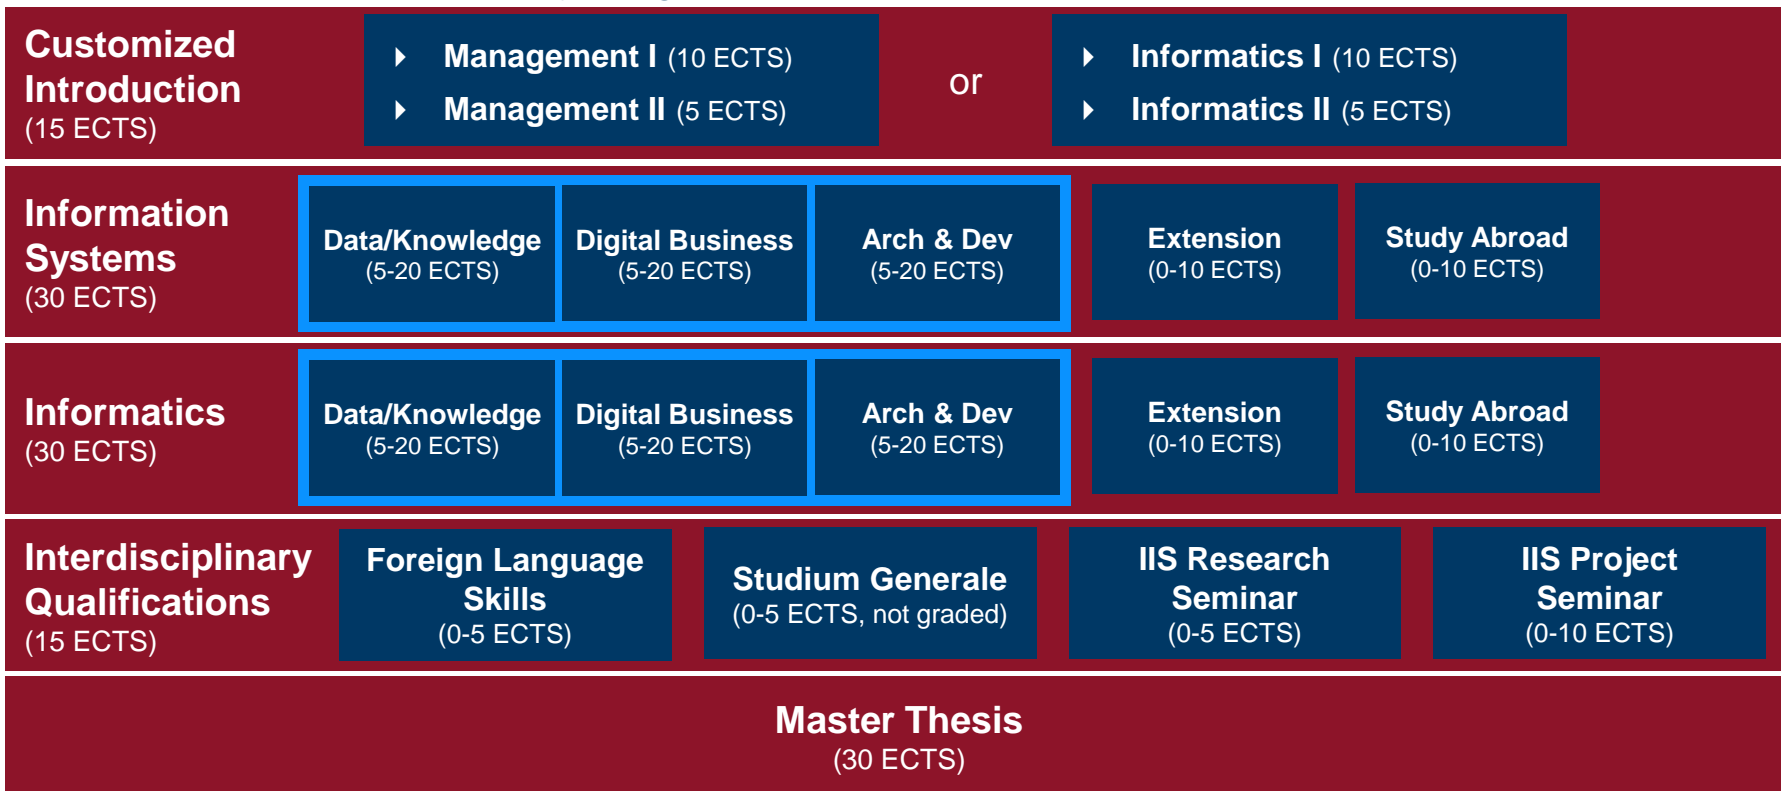 Customized
Introduction
(15 ECTS)
Management I (10 ECTS)
Management II (5 ECTS)
or
Informatics I (10 ECTS)
Informatics II (5 ECTS)
Information
Systems
(30 ECTS)
Data/Knowledge
(5-20 ECTS)
Digital Business
(5-20 ECTS)
Arch & Dev
(5-20 ECTS)
Extension
(0-10 ECTS)
Study Abroad
(0-10 ECTS)
Informatics
(30 ECTS)
Data/Knowledge
(5-20 ECTS)
Digital Business
(5-20 ECTS)
Arch & Dev
(5-20 ECTS)
Extension
(0-10 ECTS)
Study Abroad
(0-10 ECTS)
Interdisciplinary
Qualifications
(15 ECTS)
Foreign Language
Skills
(0-5 ECTS)
Studium Generale
(0-5 ECTS, not graded)
IIS Research
Seminar
(0-5 ECTS)
IIS Project
Seminar
(0-10 ECTS)
Master Thesis
(30 ECTS)